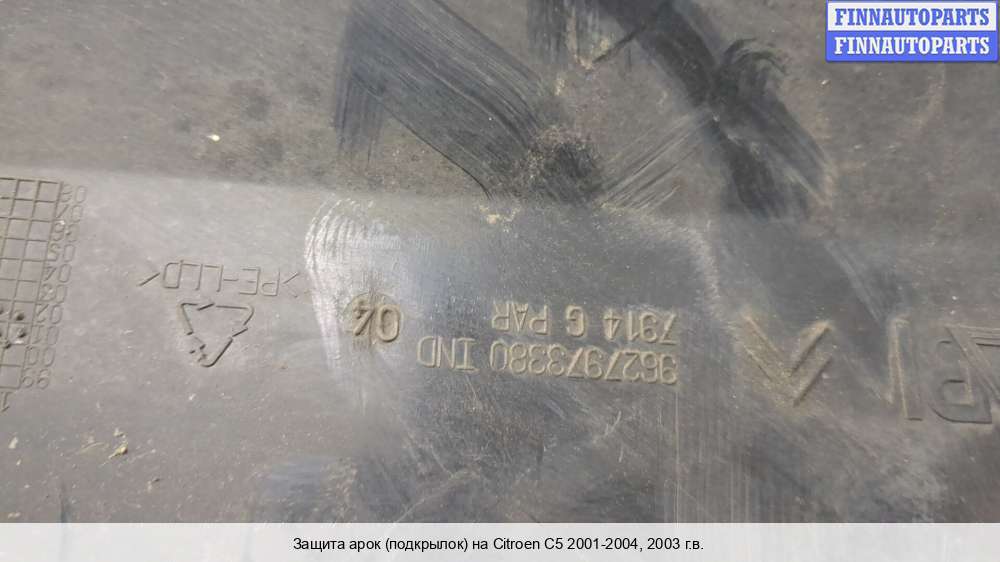 FINNAUTOPARTS
FINNAUTOPARTS
9627973380 IND 04
7914 G PAR
>PE-LLD<
Защита арок (подкрылок) на Citroen C5 2001-2004, 2003 г.в.